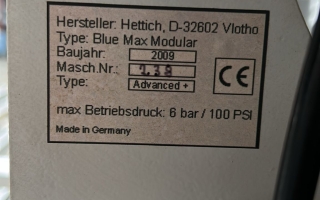 Hersteller: Hettich, D-32602 Vlotho
Type: Blue Max Modular
Baujahr: 2009
Masch.Nr.: 138
Type: Advanced +
CE
max Betriebsdruck: 6 bar / 100 PSI
Made in Germany